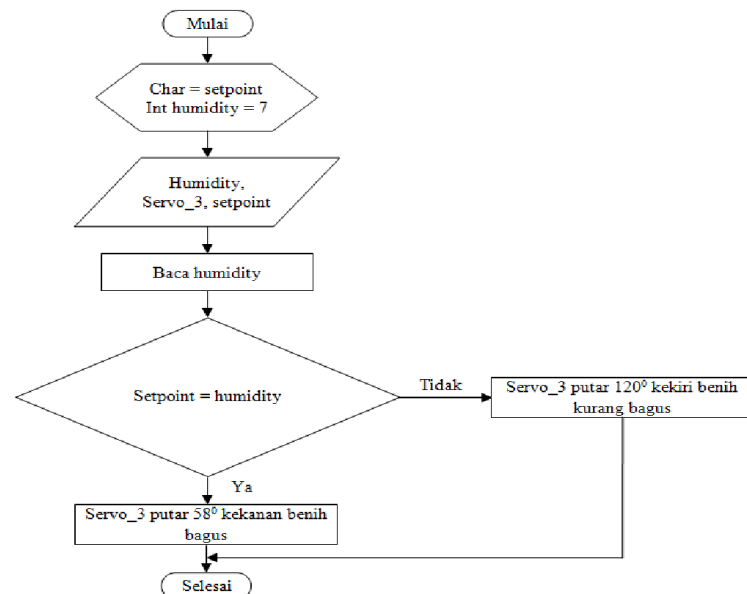 Mulai
Char = setpoint
Int humidity = 7
Humidity,
Servo_3, setpoint
Baca humidity
Setpoint = humidity
Tidak
Servo_3 putar 120⁰ kekiri benih
kurang bagus
Ya
Servo_3 putar 58⁰ kekanan benih
bagus
Selesai